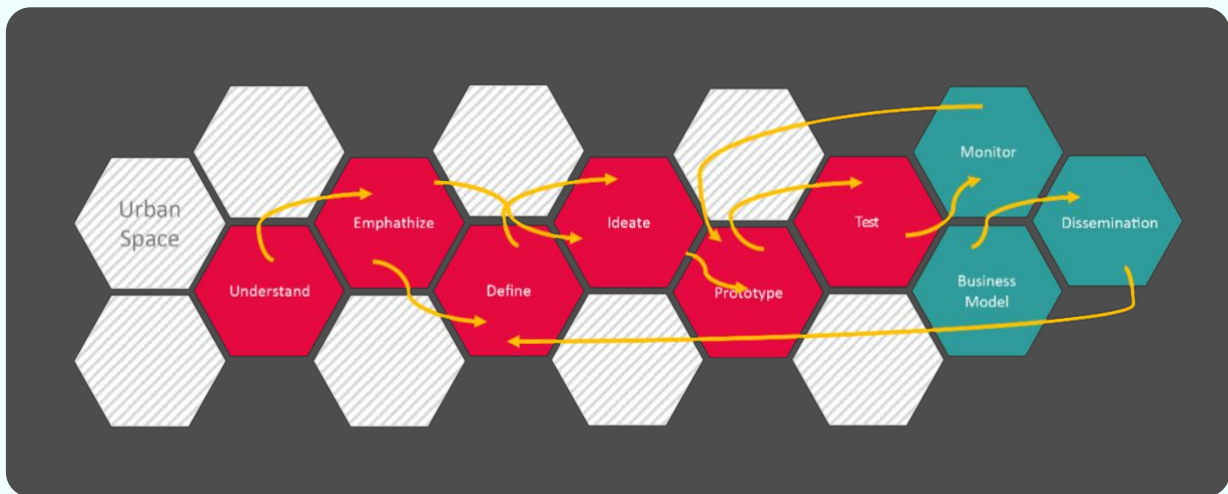 Urban
Space
Understand
Emphathize
Define
Ideate
Prototype
Test
Monitor
Business
Model
Dissemination